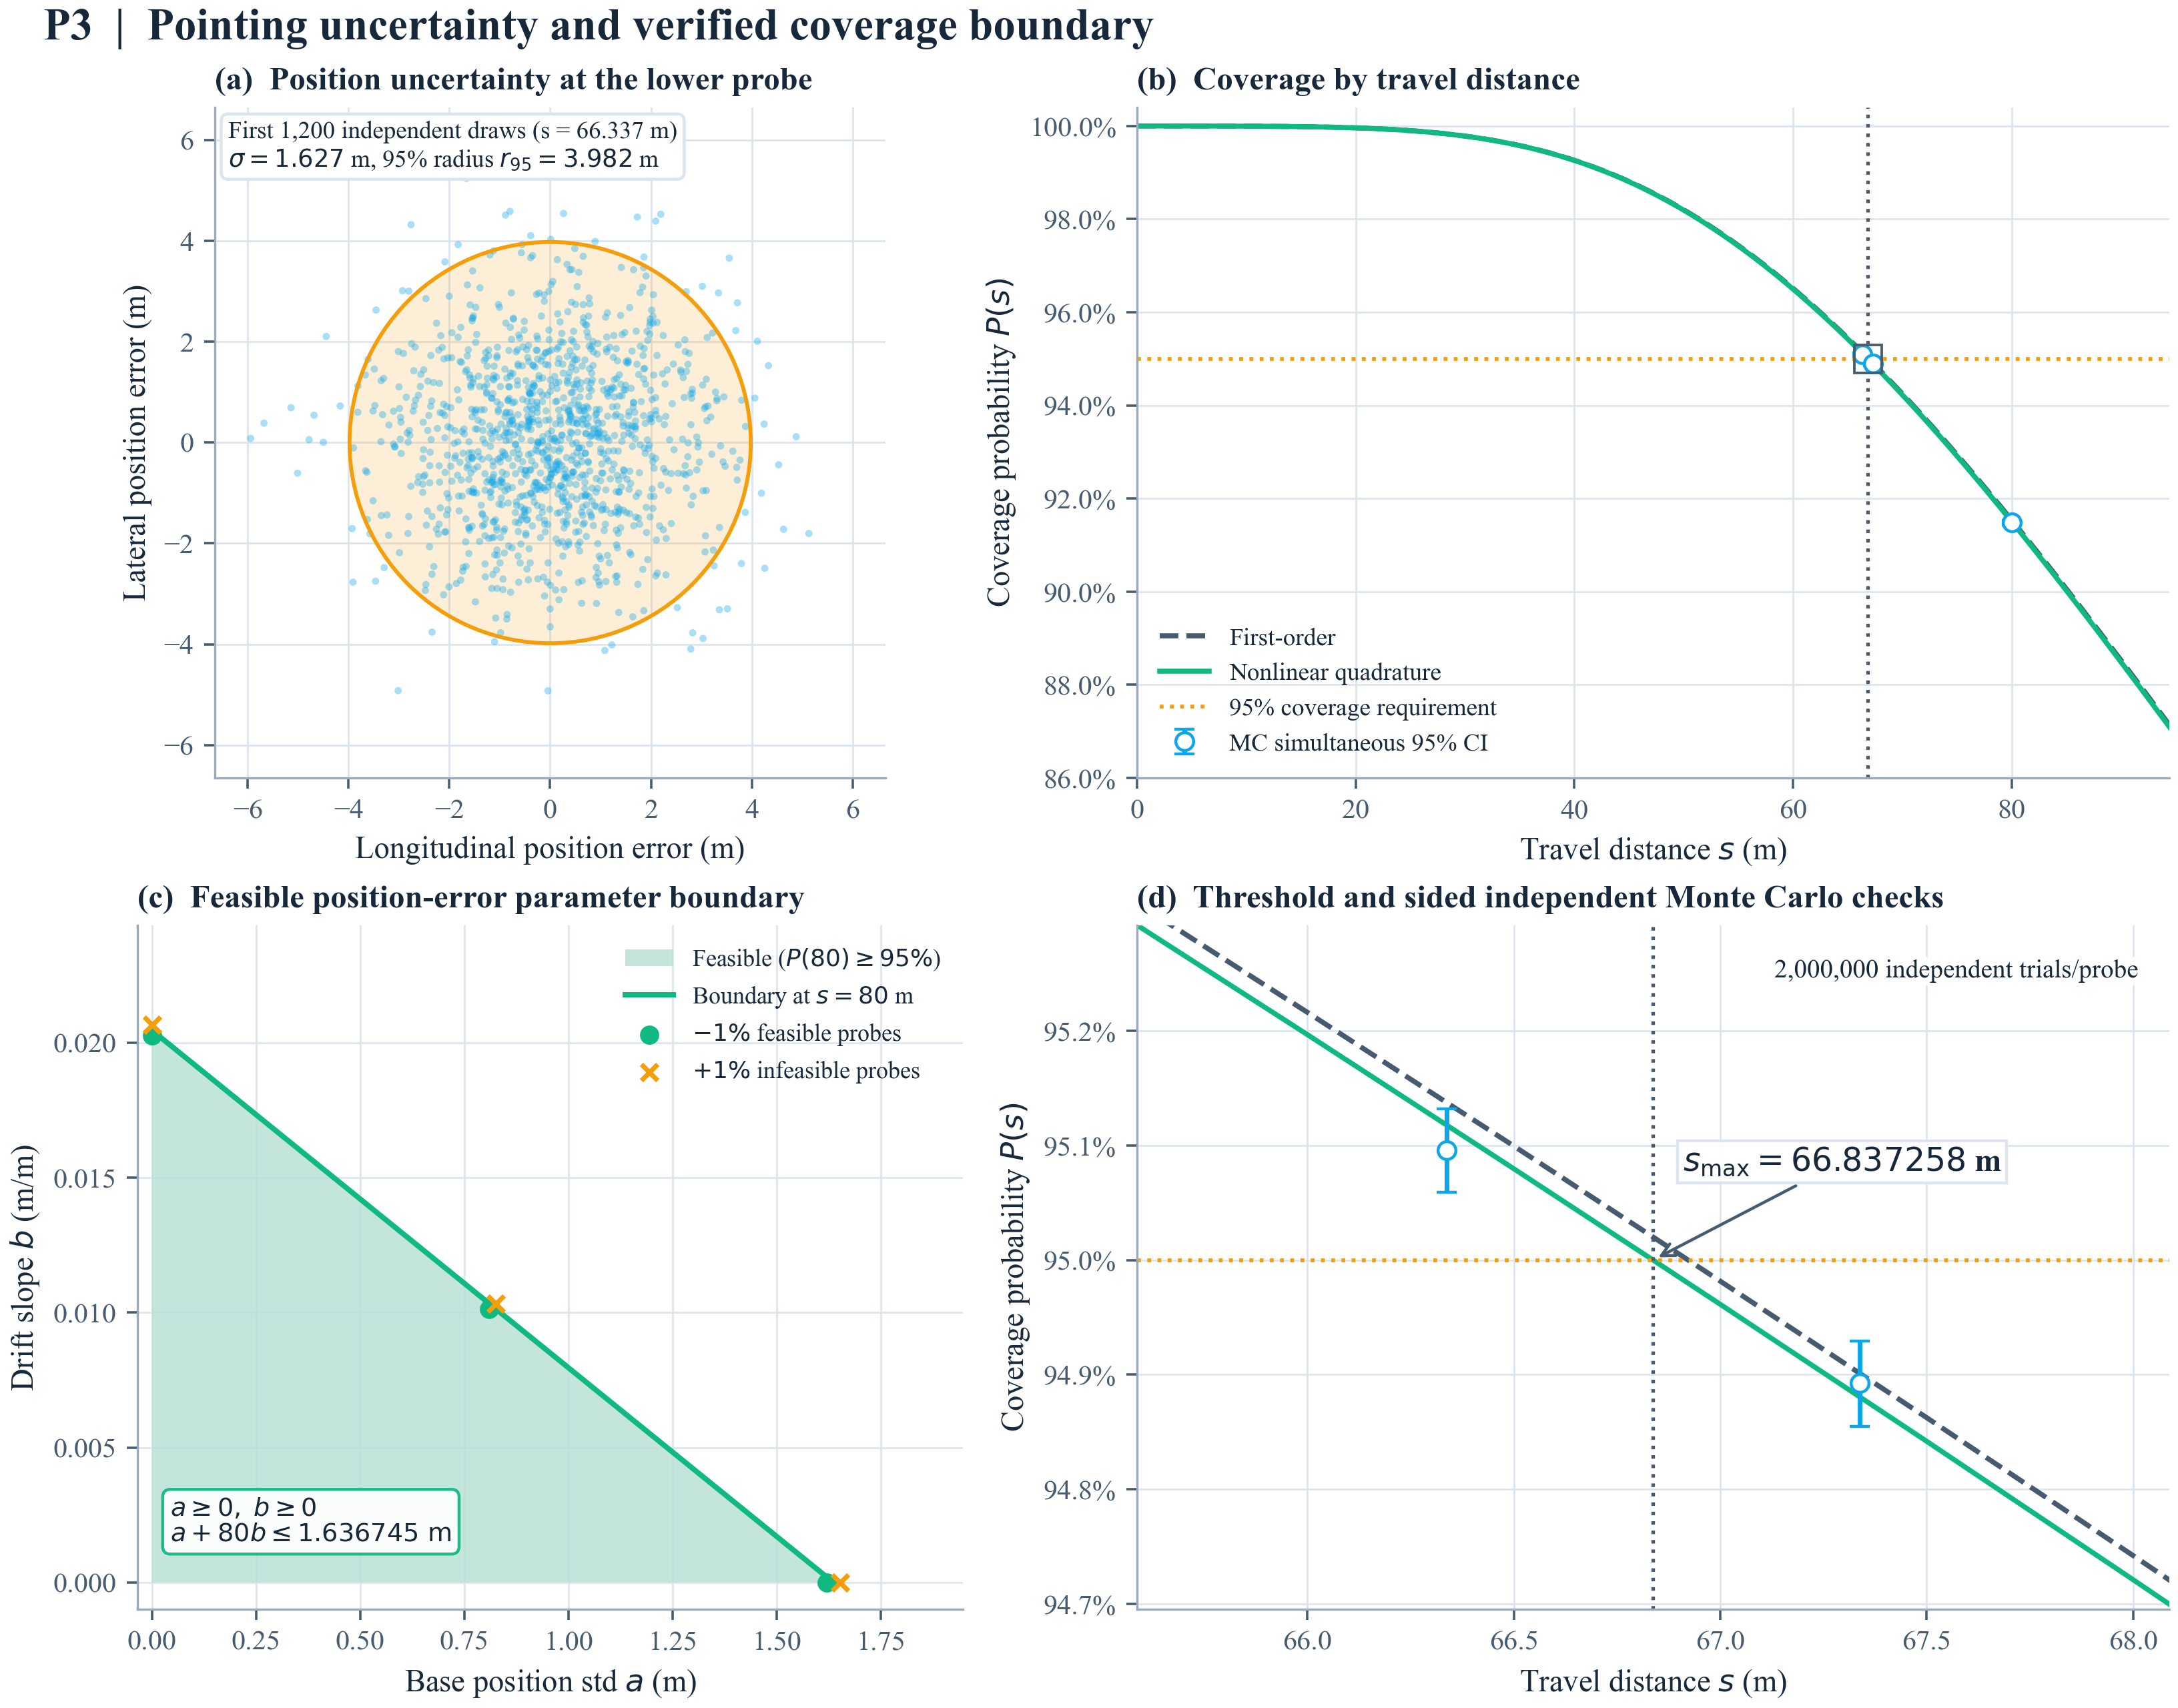 P3 | Pointing uncertainty and verified coverage boundary
(a) Position uncertainty at the lower probe
First 1,200 independent draws (s = 66.337 m)
σ = 1.627 m, 95% radius r₉₅ = 3.982 m
6
4
2
0
−2
−4
−6
Lateral position error (m)
−6 −4 −2 0 2 4 6
Longitudinal position error (m)
(b) Coverage by travel distance
100.0%
98.0%
96.0%
94.0%
92.0%
90.0%
88.0%
86.0%
Coverage probability P(s)
First-order
Nonlinear quadrature
95% coverage requirement
MC simultaneous 95% CI
0 20 40 60 80
Travel distance s (m)
(c) Feasible position-error parameter boundary
Feasible (P(80) ≥ 95%)
Boundary at s = 80 m
−1% feasible probes
+1% infeasible probes
0.020
0.015
0.010
0.005
0.000
Drift slope b (m/m)
a ≥ 0, b ≥ 0
a + 80b ≤ 1.636745 m
0.00 0.25 0.50 0.75 1.00 1.25 1.50 1.75
Base position std a (m)
(d) Threshold and sided independent Monte Carlo checks
2,000,000 independent trials/probe
95.2%
95.1%
95.0%
94.9%
94.8%
94.7%
Coverage probability P(s)
s_max = 66.837258 m
66.0 66.5 67.0 67.5 68.0
Travel distance s (m)